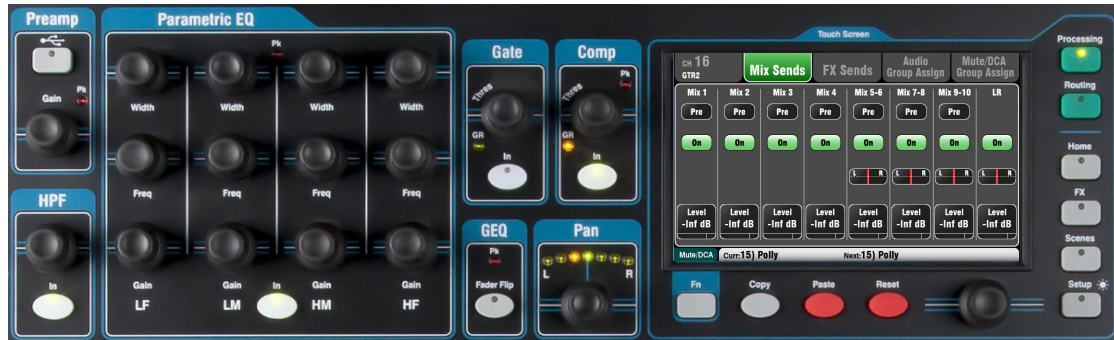 Preamp
Gain
Pk
HPF
In
Parametric EQ
Pk
Width
Width
Width
Width
Freq
Freq
Freq
Freq
Gain
Gain
In
Gain
Gain
LF
LM
HM
HF
Gate
Thres
GR
In
Comp
Pk
Thres
GR
In
GEQ
Pk
Fader Flip
Pan
L
R
Touch Screen
CH 16
GTR2
Mix Sends
FX Sends
Audio
Group Assign
Mute/DCA
Group Assign
Mix 1 Mix 2 Mix 3 Mix 4 Mix 5-6 Mix 7-8 Mix 9-10 LR
Pre Pre Pre Pre Pre Pre Pre
On On On On On On On On
L R L R L R L R
Level Level Level Level Level Level Level Level
-Inf dB -Inf dB -Inf dB -Inf dB -Inf dB -Inf dB -Inf dB -Inf dB
Mute/DCA Curr:15) Polly Next:15) Polly
Fn
Copy
Paste
Reset
Processing
Routing
Home
FX
Scenes
Setup